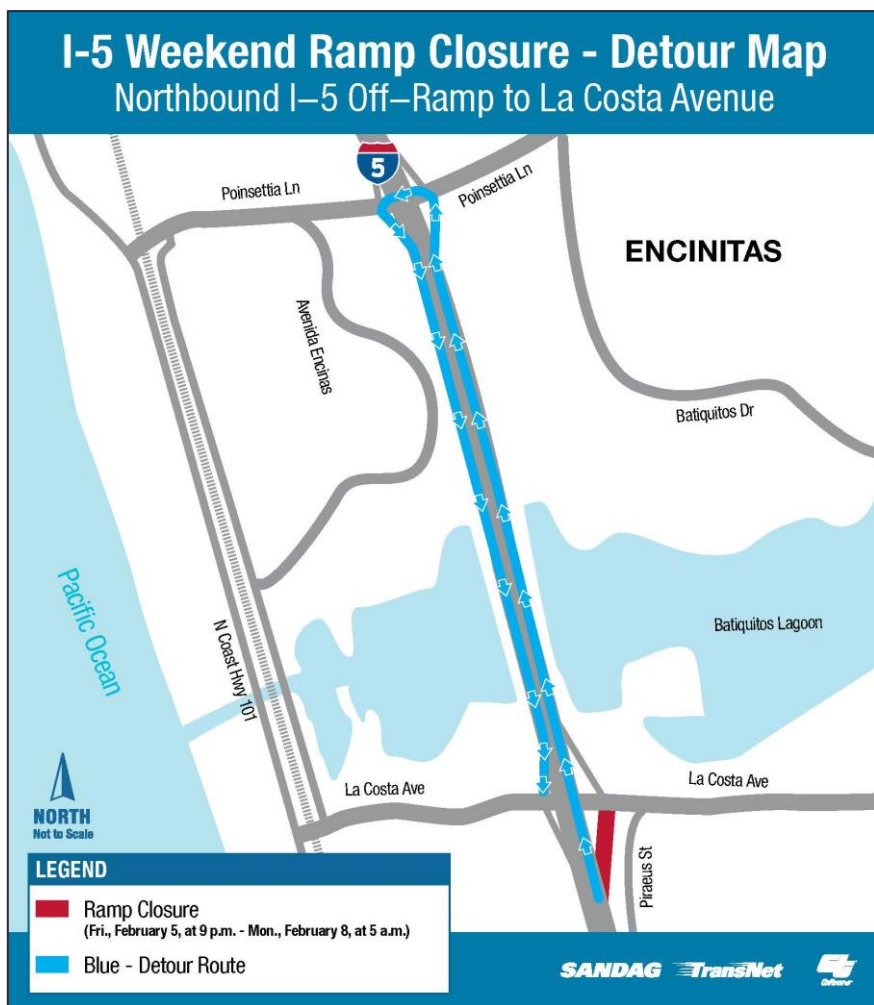 I-5 Weekend Ramp Closure - Detour Map
Northbound I–5 Off–Ramp to La Costa Avenue
5
Poinsettia Ln
Poinsettia Ln
ENCINITAS
Avenida Encinas
Batiquitos Dr
Pacific Ocean
N Coast Hwy 101
Batiquitos Lagoon
La Costa Ave
La Costa Ave
Piraeus St
NORTH
Not to Scale
LEGEND
Ramp Closure
(Fri., February 5, at 9 p.m. - Mon., February 8, at 5 a.m.)
Blue - Detour Route
SANDAG TransNet Caltrans